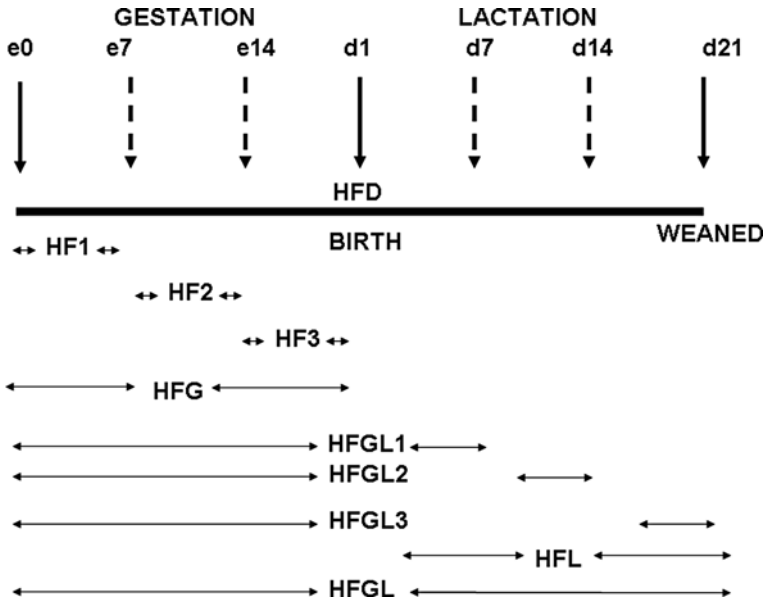 GESTATION LACTATION
e0 e7 e14 d1 d7 d14 d21
HFD
BIRTH WEANED
HF1
HF2
HF3
HFG
HFGL1
HFGL2
HFGL3
HFL
HFGL